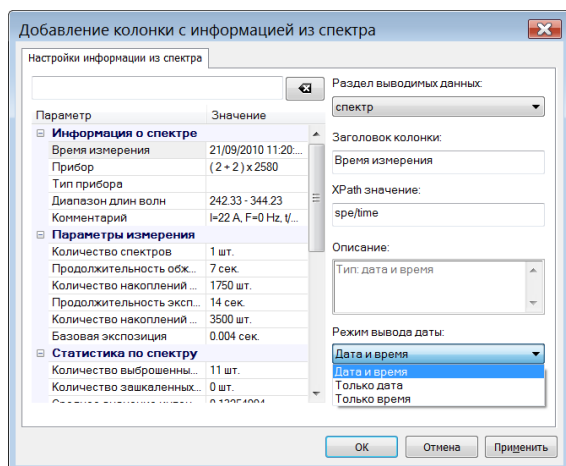 Добавление колонки с информацией из спектра
Настройки информации из спектра
Параметр Значение
Информация о спектре
Время измерения 21/09/2010 11:20:...
Прибор ( 2 + 2 ) x 2580
Тип прибора
Диапазон длин волн 242.33 - 344.23
Комментарий I=22 A, F=0 Hz, t/...
Параметры измерения
Количество спектров 1 шт.
Продолжительность обж... 7 сек.
Количество накоплений ... 1750 шт.
Продолжительность эксп... 14 сек.
Количество накоплений ... 3500 шт.
Базовая экспозиция 0.004 сек.
Статистика по спектру
Количество выброшенны... 11 шт.
Количество зашкаленных... 0 шт.
Раздел выводимых данных:
спектр
Заголовок колонки:
Время измерения
XPath значение:
spe/time
Описание:
Тип: дата и время
Режим вывода даты:
Дата и время
Дата и время
Только дата
Только время
ОК Отмена Применить